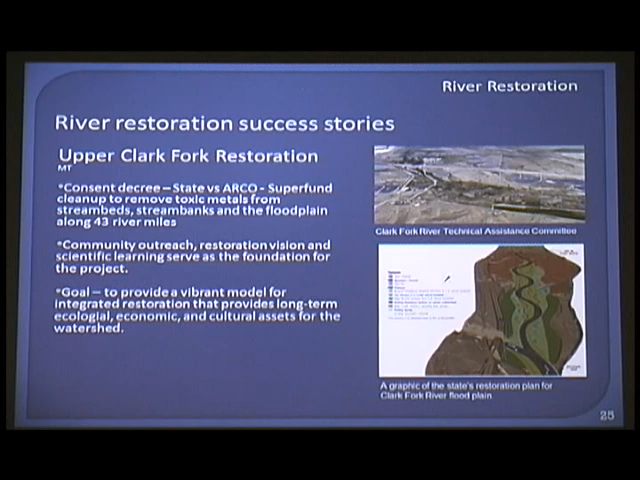 River Restoration
River restoration success stories
Upper Clark Fork Restoration
MT
*Consent decree – State vs ARCO - Superfund
cleanup to remove toxic metals from
streambeds, streambanks and the floodplain
along 43 river miles
*Community outreach, restoration vision and
scientific learning serve as the foundation for
the project.
*Goal – to provide a vibrant model for
integrated restoration that provides long-term
ecologial, economic, and cultural assets for the
watershed.
Clark Fork River Technical Assistance Committee
A graphic of the state's restoration plan for
Clark Fork River flood plain
25